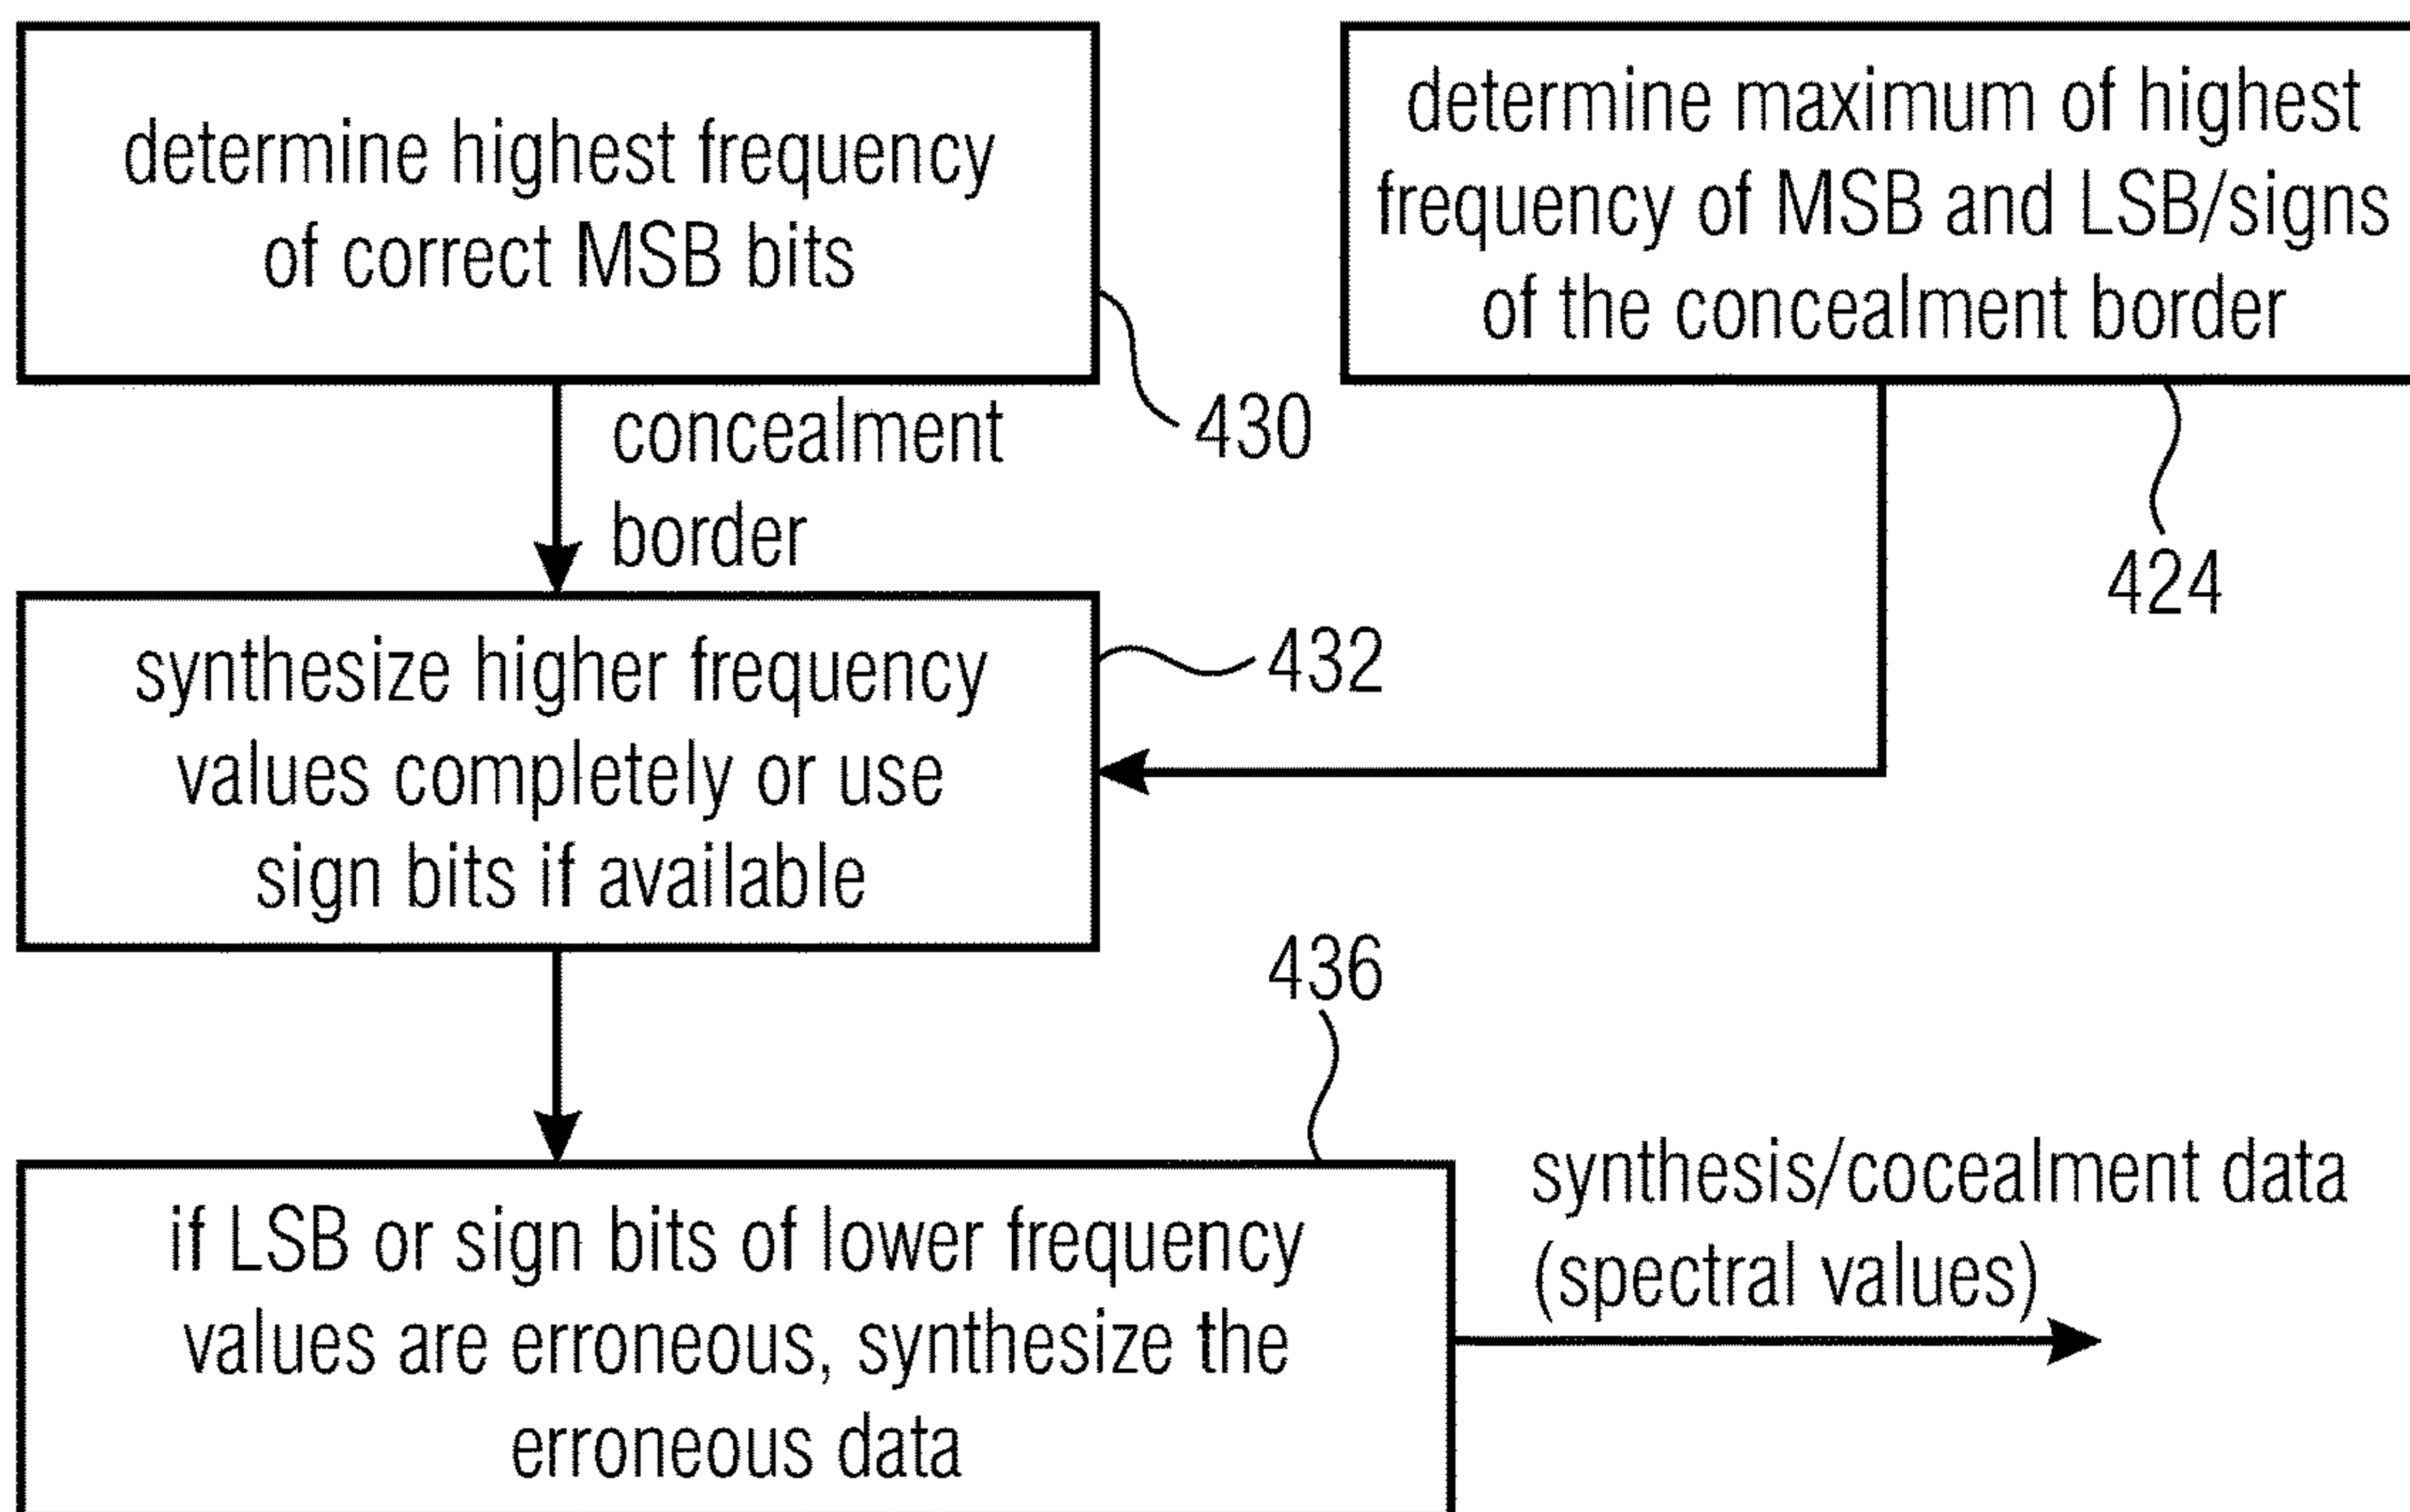 determine highest frequency
of correct MSB bits
430
determine maximum of highest
frequency of MSB and LSB/signs
of the concealment border
424
concealment
border
synthesize higher frequency
values completely or use
sign bits if available
432
436
if LSB or sign bits of lower frequency
values are erroneous, synthesize the
erroneous data
synthesis/cocealment data
(spectral values)